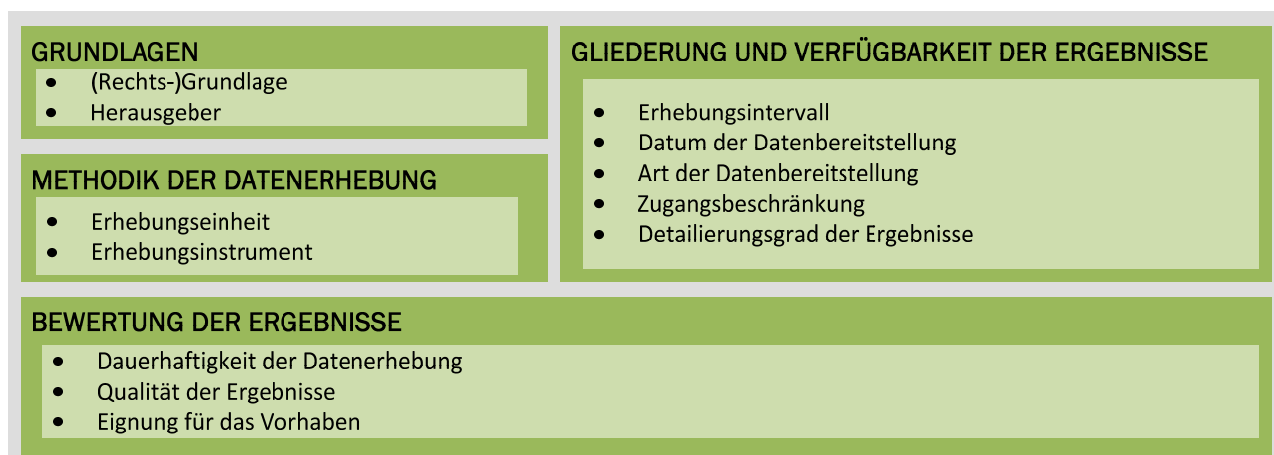 GRUNDLAGEN
• (Rechts-)Grundlage
• Herausgeber
METHODIK DER DATENERHEBUNG
• Erhebungseinheit
• Erhebungsinstrument
GLIEDERUNG UND VERFÜGBARKEIT DER ERGEBNISSE
• Erhebungsintervall
• Datum der Datenbereitstellung
• Art der Datenbereitstellung
• Zugangsbeschränkung
• Detailierungsgrad der Ergebnisse
BEWERTUNG DER ERGEBNISSE
• Dauerhaftigkeit der Datenerhebung
• Qualität der Ergebnisse
• Eignung für das Vorhaben